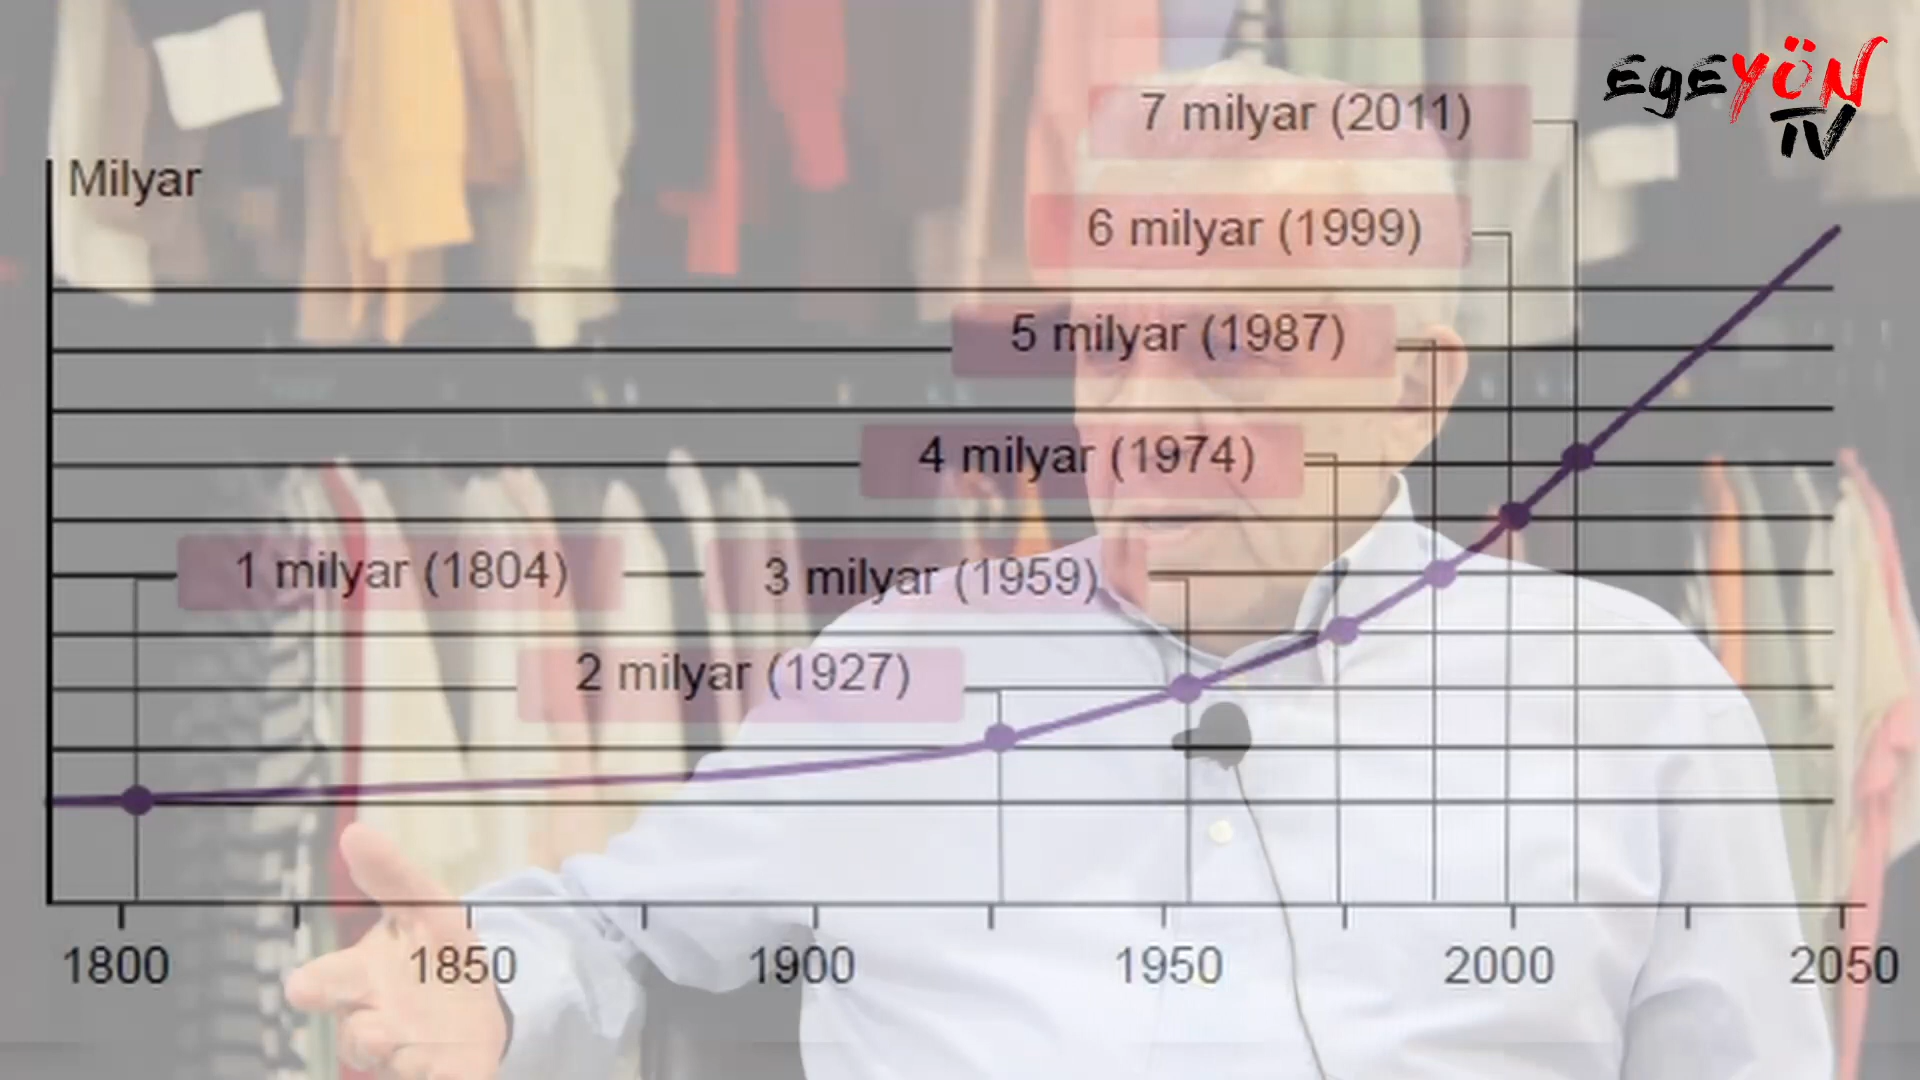 EgEYÖN
TV
Milyar
7 milyar (2011)
6 milyar (1999)
5 milyar (1987)
4 milyar (1974)
1 milyar (1804)
3 milyar (1959)
2 milyar (1927)
1800
1850
1900
1950
2000
2050